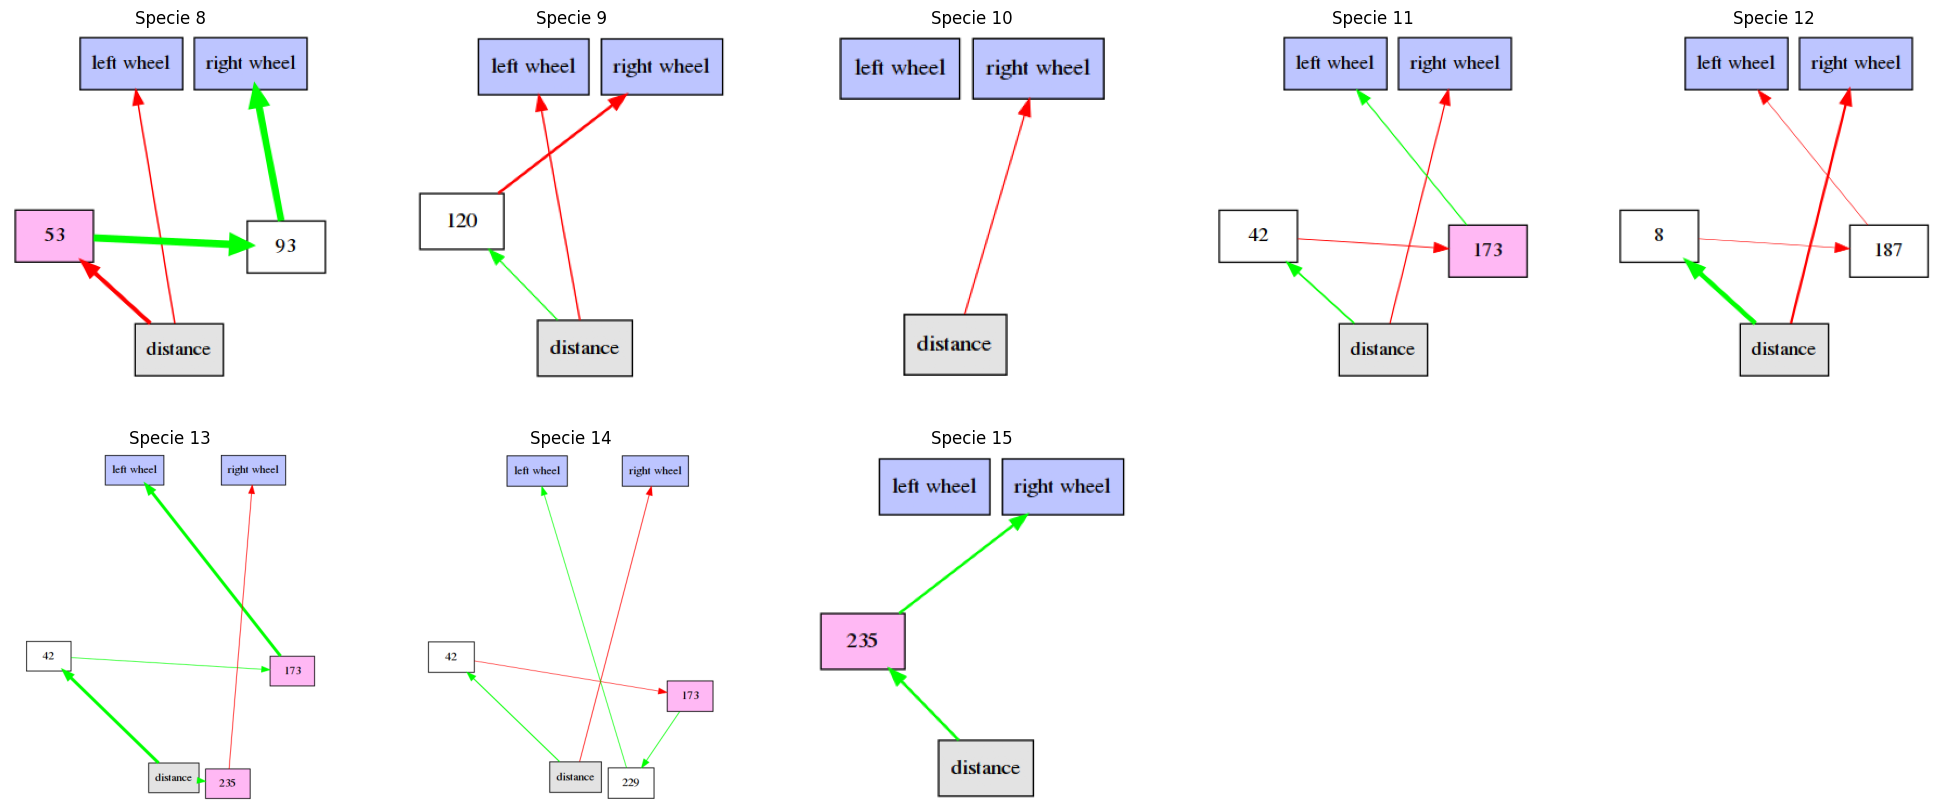 Specie 8
left wheel
right wheel
53
93
distance
Specie 9
left wheel
right wheel
120
distance
Specie 10
left wheel
right wheel
distance
Specie 11
left wheel
right wheel
42
173
distance
Specie 12
left wheel
right wheel
8
187
distance
Specie 13
left wheel
right wheel
42
173
distance
235
Specie 14
left wheel
right wheel
42
173
distance
229
Specie 15
left wheel
right wheel
235
distance